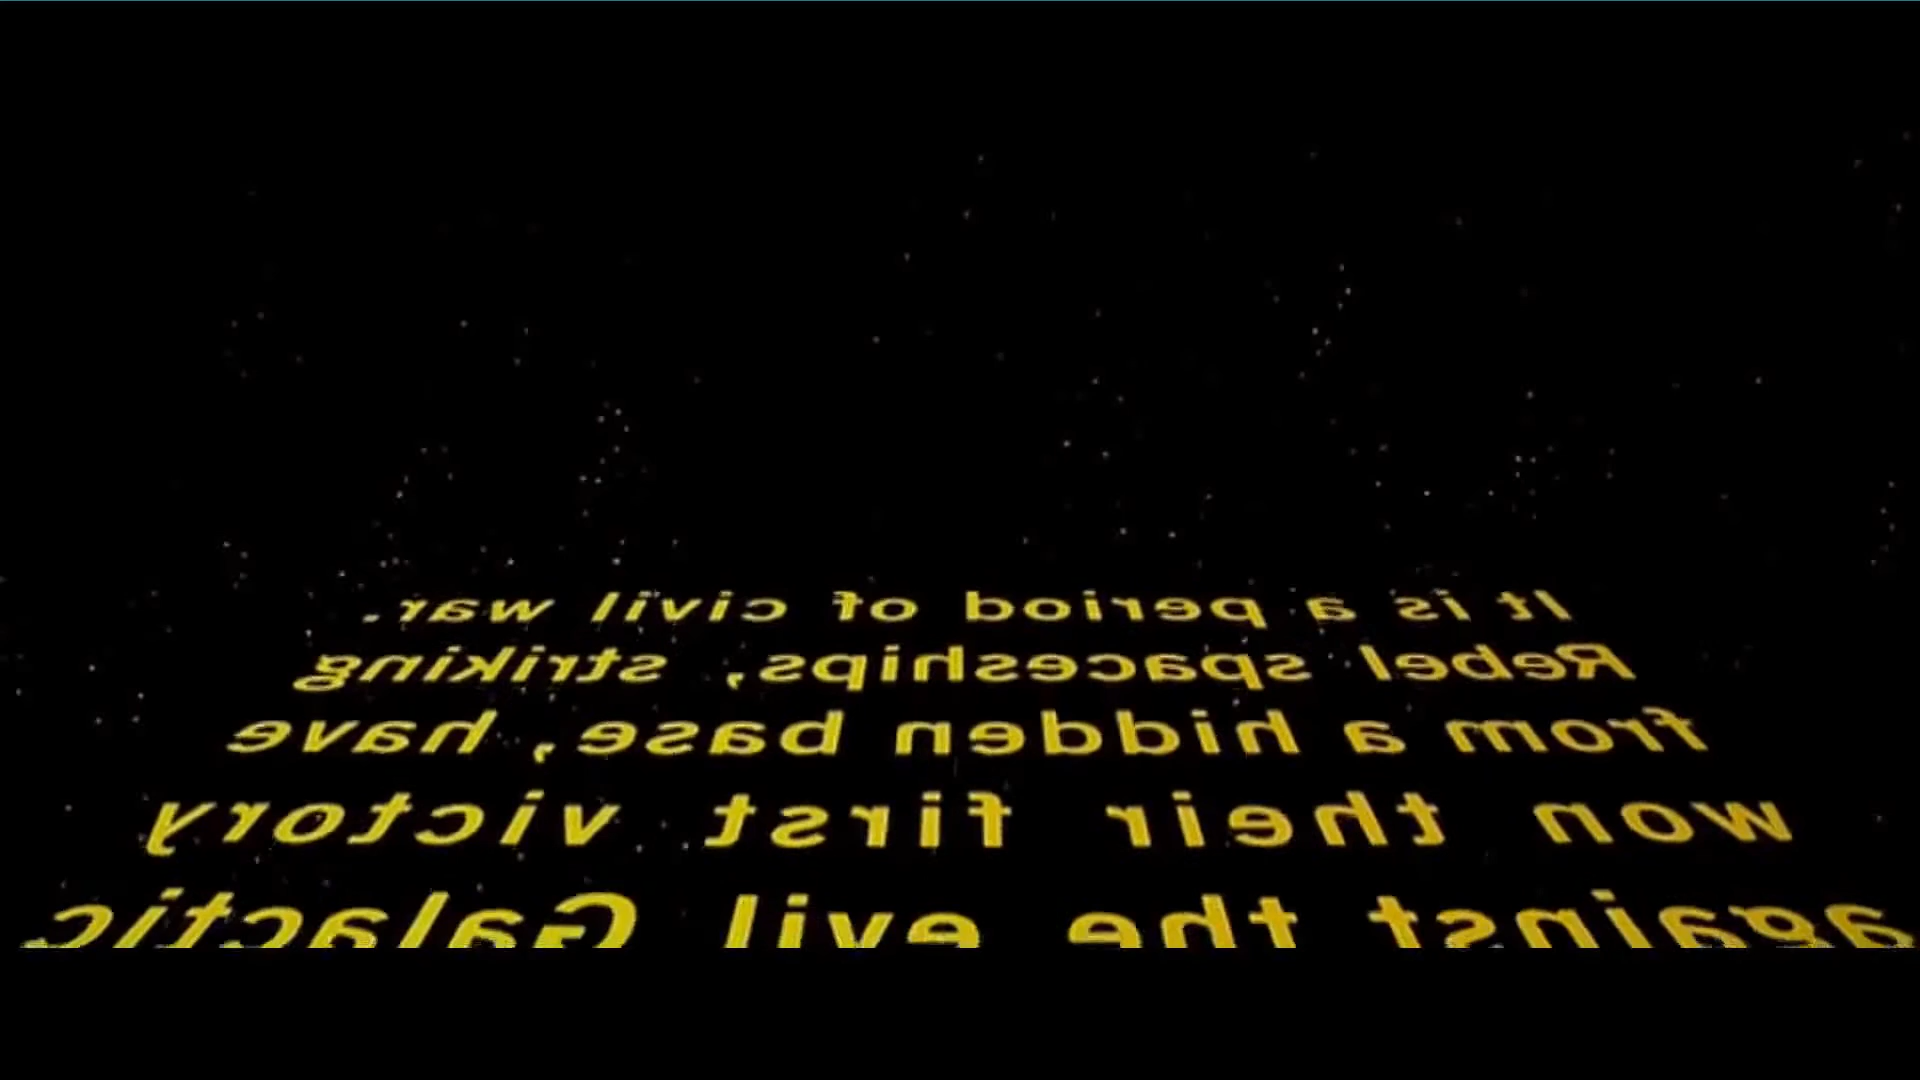 It is a period of civil war.
Rebel spaceships, striking
from a hidden base, have
won their first victory
against the evil Galactic